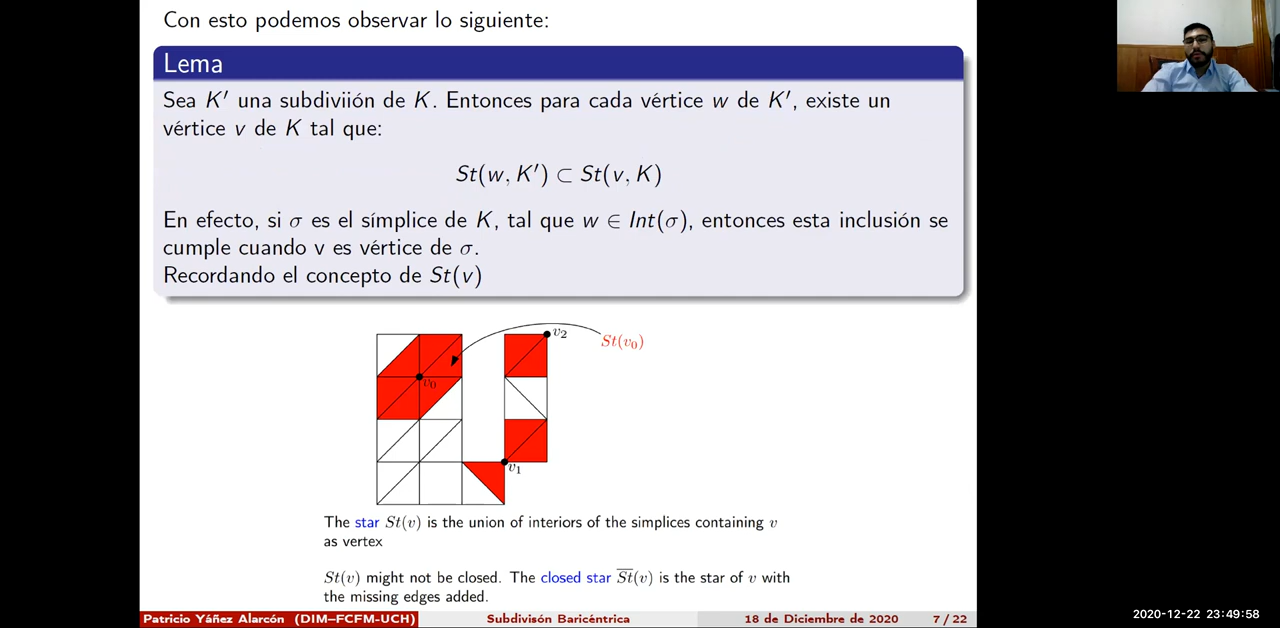 Con esto podemos observar lo siguiente:
Lema
Sea K′ una subdiviión de K. Entonces para cada vértice w de K′, existe un
vértice v de K tal que:
St(w, K′) ⊂ St(v, K)
En efecto, si σ es el símplice de K, tal que w ∈ Int(σ), entonces esta inclusión se
cumple cuando v es vértice de σ.
Recordando el concepto de St(v)
v₂
St(v₀)
v₀
v₁
The star St(v) is the union of interiors of the simplices containing v
as vertex
St(v) might not be closed. The closed star S̅t̅(v) is the star of v with
the missing edges added.
Patricio Yáñez Alarcón (DIM–FCFM-UCH) Subdivisón Baricéntrica 18 de Diciembre de 2020 7 / 22
2020-12-22 23:49:58